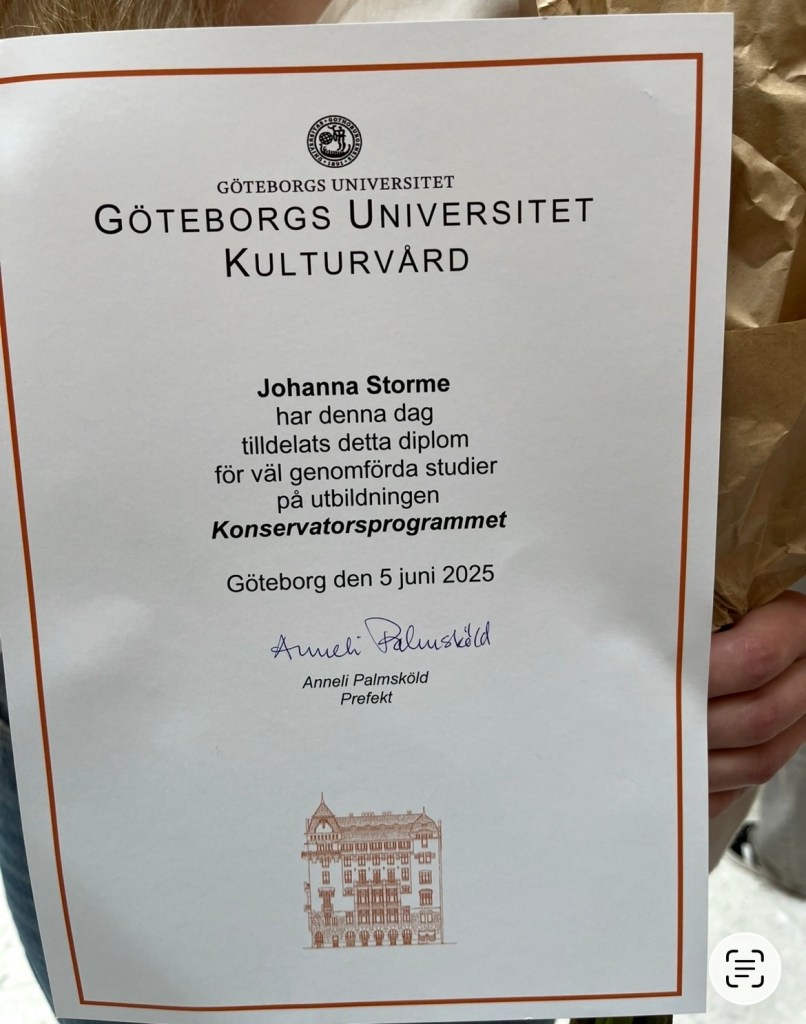 GÖTEBORGS UNIVERSITET
GÖTEBORGS UNIVERSITET
KULTURVÅRD
Johanna Storme
har denna dag
tilldelats detta diplom
för väl genomförda studier
på utbildningen
Konservatorsprogrammet
Göteborg den 5 juni 2025
Anneli Palmsköld
Anneli Palmsköld
Prefekt